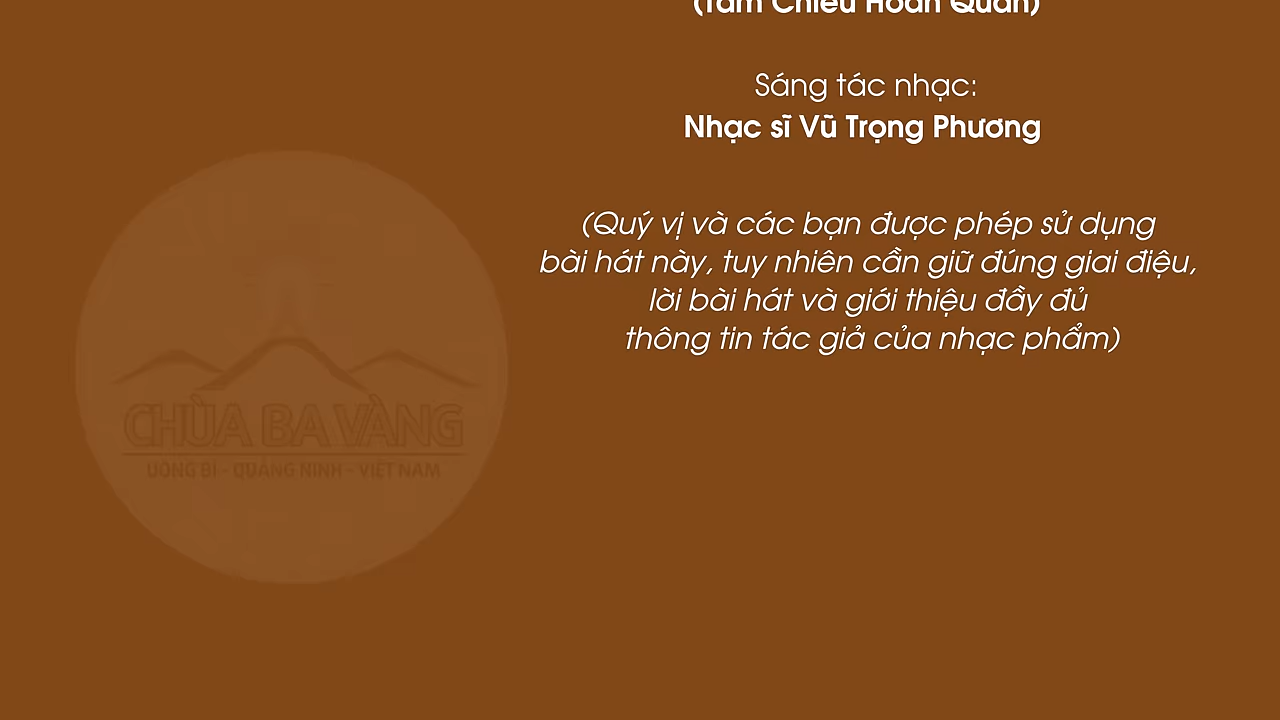 (Tâm Chiếu Hoàn Quán)
Sáng tác nhạc:
Nhạc sĩ Vũ Trọng Phương
(Quý vị và các bạn được phép sử dụng
bài hát này, tuy nhiên cần giữ đúng giai điệu,
lời bài hát và giới thiệu đầy đủ
thông tin tác giả của nhạc phẩm)
CHÙA BA VÀNG
UÔNG BÍ - QUẢNG NINH - VIỆT NAM